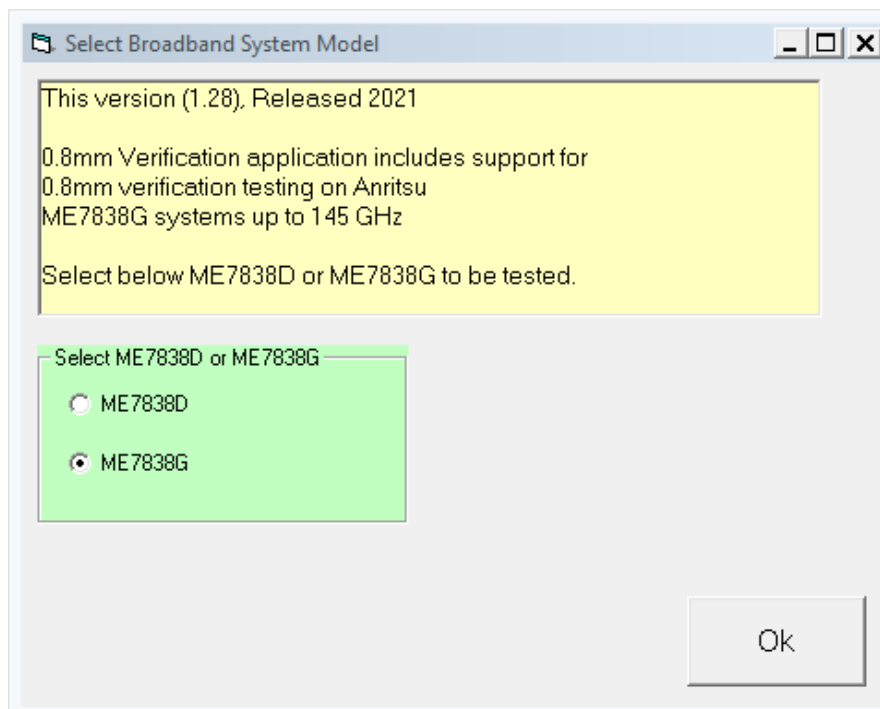 Select Broadband System Model
This version (1.28), Released 2021
0.8mm Verification application includes support for
0.8mm verification testing on Anritsu
ME7838G systems up to 145 GHz
Select below ME7838D or ME7838G to be tested.
Select ME7838D or ME7838G
ME7838D
ME7838G
Ok